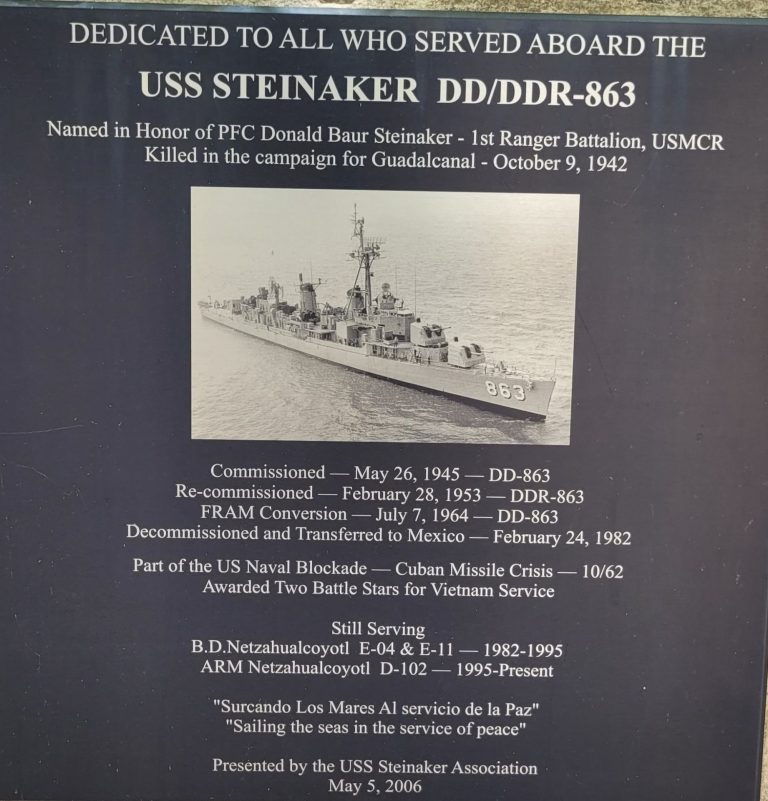 DEDICATED TO ALL WHO SERVED ABOARD THE
USS STEINAKER DD/DDR-863
Named in Honor of PFC Donald Baur Steinaker - 1st Ranger Battalion, USMCR
Killed in the campaign for Guadalcanal - October 9, 1942
863
Commissioned — May 26, 1945 — DD-863
Re-commissioned — February 28, 1953 — DDR-863
FRAM Conversion — July 7, 1964 — DD-863
Decommissioned and Transferred to Mexico — February 24, 1982
Part of the US Naval Blockade — Cuban Missile Crisis — 10/62
Awarded Two Battle Stars for Vietnam Service
Still Serving
B.D.Netzahualcoyotl E-04 & E-11 — 1982-1995
ARM Netzahualcoyotl D-102 — 1995-Present
"Surcando Los Mares Al servicio de la Paz"
"Sailing the seas in the service of peace"
Presented by the USS Steinaker Association
May 5, 2006